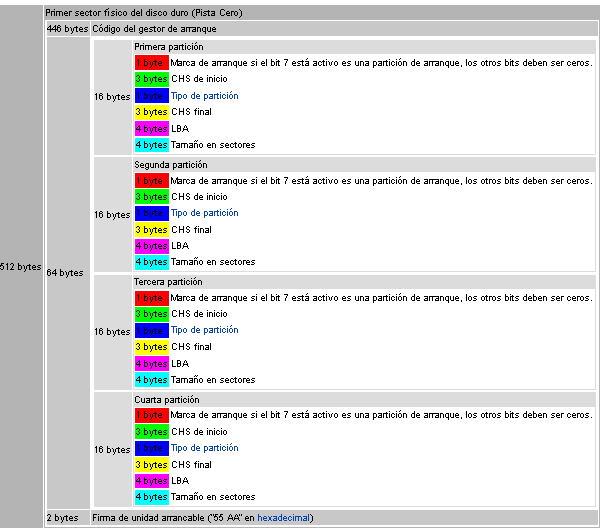 Primer sector físico del disco duro (Pista Cero)
446 bytes Código del gestor de arranque
Primera partición
1 byte Marca de arranque si el bit 7 está activo es una partición de arranque, los otros bits deben ser ceros.
3 bytes CHS de inicio
16 bytes 1 byte Tipo de partición
3 bytes CHS final
4 bytes LBA
4 bytes Tamaño en sectores
Segunda partición
1 byte Marca de arranque si el bit 7 está activo es una partición de arranque, los otros bits deben ser ceros.
3 bytes CHS de inicio
16 bytes 1 byte Tipo de partición
3 bytes CHS final
4 bytes LBA
4 bytes Tamaño en sectores
512 bytes 64 bytes
Tercera partición
1 byte Marca de arranque si el bit 7 está activo es una partición de arranque, los otros bits deben ser ceros.
3 bytes CHS de inicio
16 bytes 1 byte Tipo de partición
3 bytes CHS final
4 bytes LBA
4 bytes Tamaño en sectores
Cuarta partición
1 byte Marca de arranque si el bit 7 está activo es una partición de arranque, los otros bits deben ser ceros.
3 bytes CHS de inicio
16 bytes 1 byte Tipo de partición
3 bytes CHS final
4 bytes LBA
4 bytes Tamaño en sectores
2 bytes Firma de unidad arrancable ("55 AA" en hexadecimal)